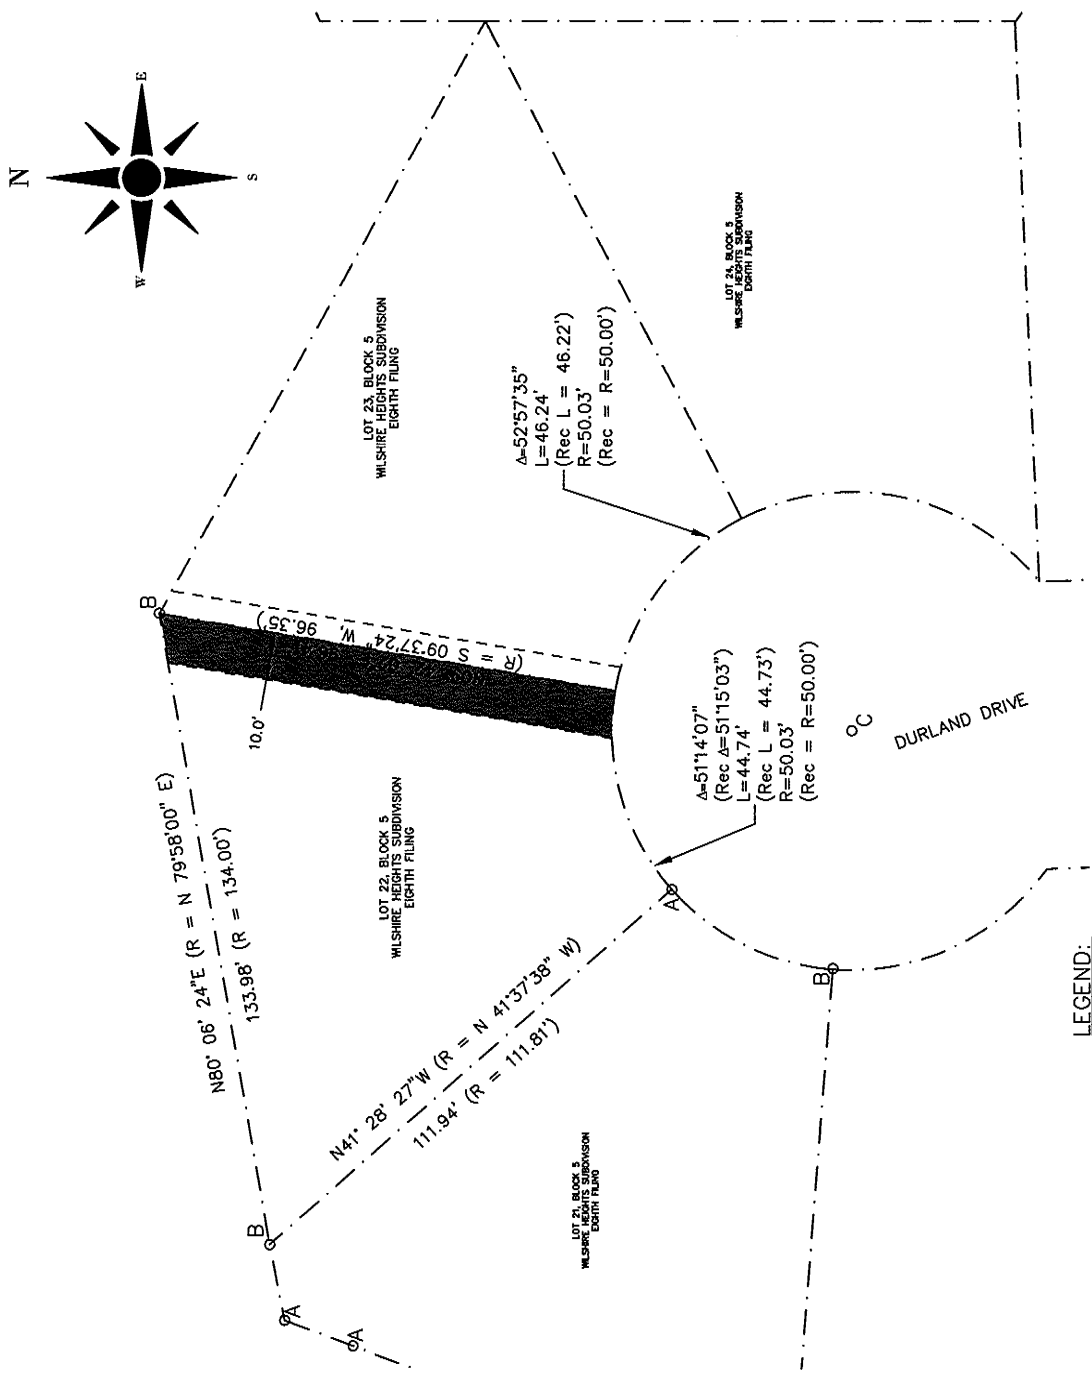 N
E
S
W
LOT 23, BLOCK 5
WILSHIRE HEIGHTS SUBDIVISION
EIGHTH FILING
LOT 24, BLOCK 5
WILSHIRE HEIGHTS SUBDIVISION
EIGHTH FILING
Δ=52°57'35"
L=46.24'
(Rec L = 46.22')
R=50.03'
(Rec = R=50.00')
B
(R = S 09°37'24" W, 96.35')
10.0'
N80° 06' 24"E (R = N 79°58'00" E)
133.98' (R = 134.00')
LOT 22, BLOCK 5
WILSHIRE HEIGHTS SUBDIVISION
EIGHTH FILING
Δ=51°14'07"
(Rec Δ=51°15'03")
L=44.74'
(Rec L = 44.73')
R=50.03'
(Rec = R=50.00')
C
DURLAND DRIVE
A
B
N41° 28' 27"W (R = N 41°37'38" W)
111.94' (R = 111.81')
B
A
A
LOT 21, BLOCK 5
WILSHIRE HEIGHTS SUBDIVISION
EIGHTH FILING
LEGEND: